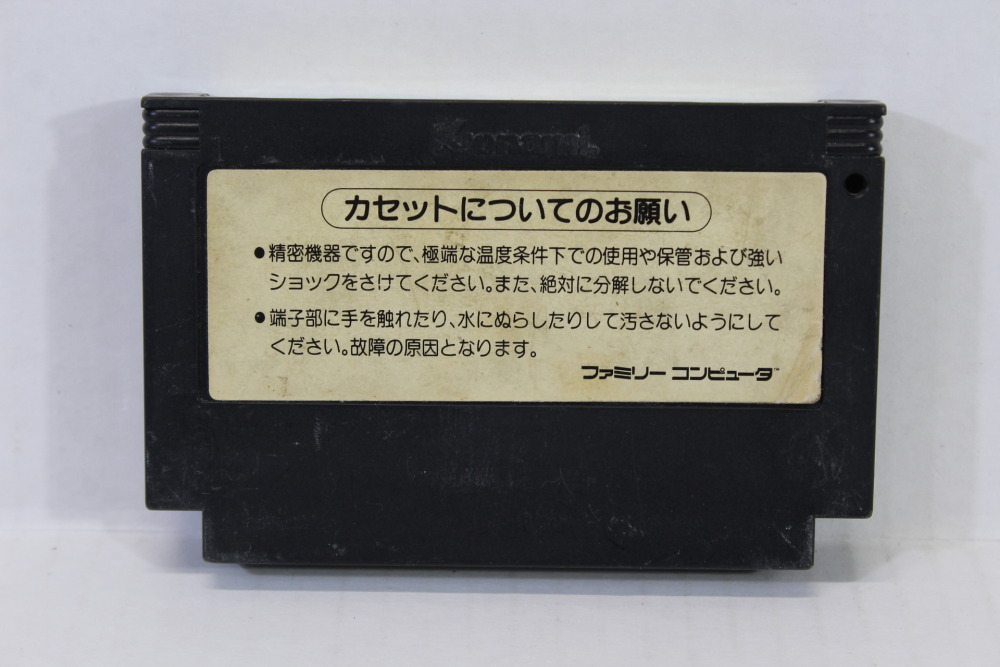 Konami
カセットについてのお願い
●精密機器ですので、極端な温度条件下での使用や保管および強い
ショックをさけてください。また、絶対に分解しないでください。
●端子部に手を触れたり、水にぬらしたりして汚さないようにして
ください。故障の原因となります。
ファミリー コンピュータ™